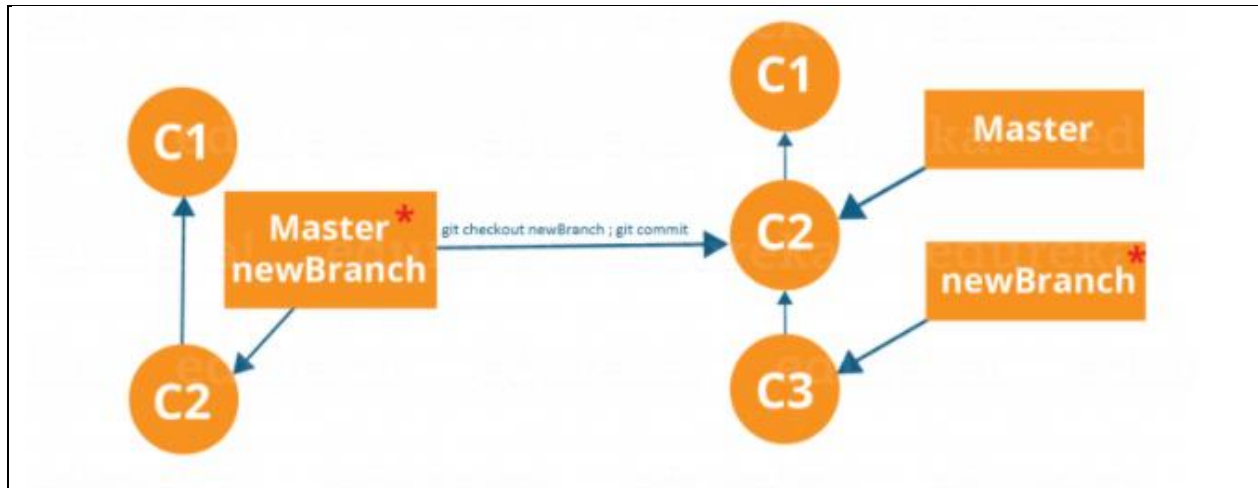 C1
Master*
newBranch
C2
git checkout newBranch ; git commit
C1
Master
C2
newBranch*
C3